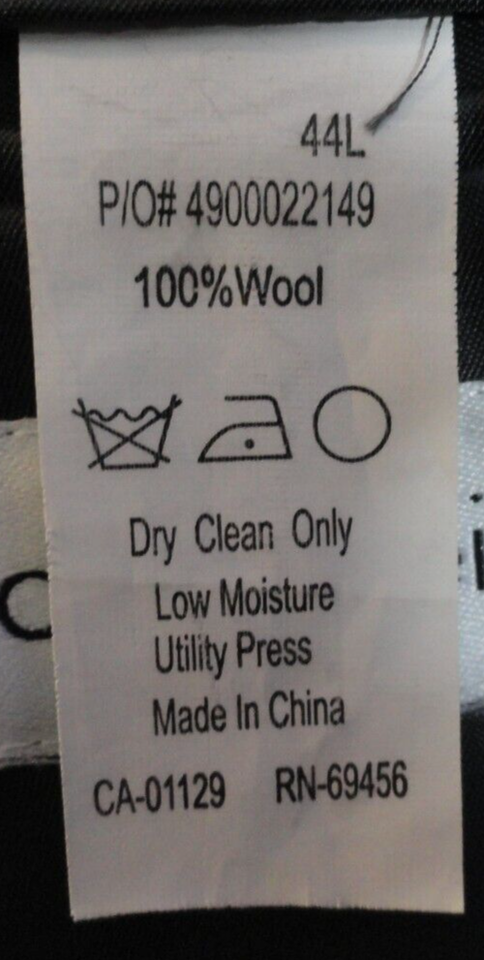 44L
P/O# 4900022149
100%Wool
Dry Clean Only
Low Moisture
Utility Press
Made In China
CA-01129 RN-69456